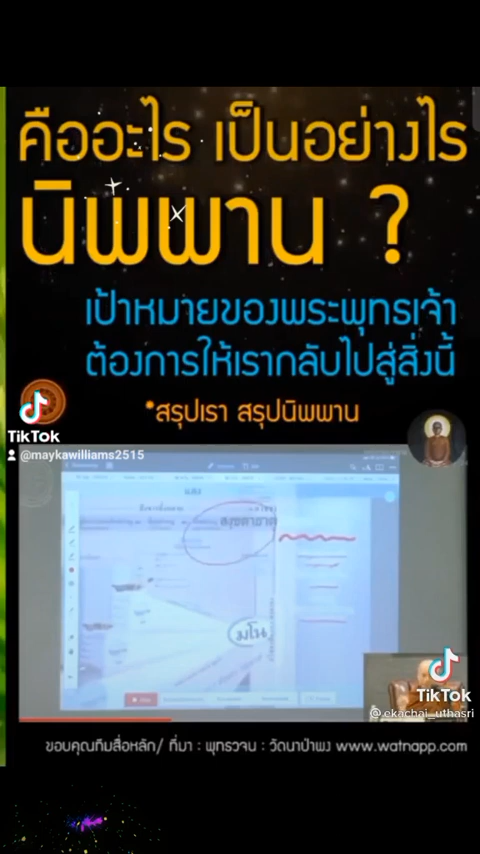 คืออะไร เป็นอย่างไร
นิพพาน ?
เป้าหมายของพระพุทธเจ้า
ต้องการให้เรากลับไปสู่สิ่งนี้
*สรุปเรา สรุปนิพพาน
TikTok
@maykawilliams2515
มโน
TikTok
@.ekachai_uthasri
ขอบคุณทีมสื่อหลัก/ ที่มา : พุทธวจน : วัดนาป่าพง www.watnapp.com